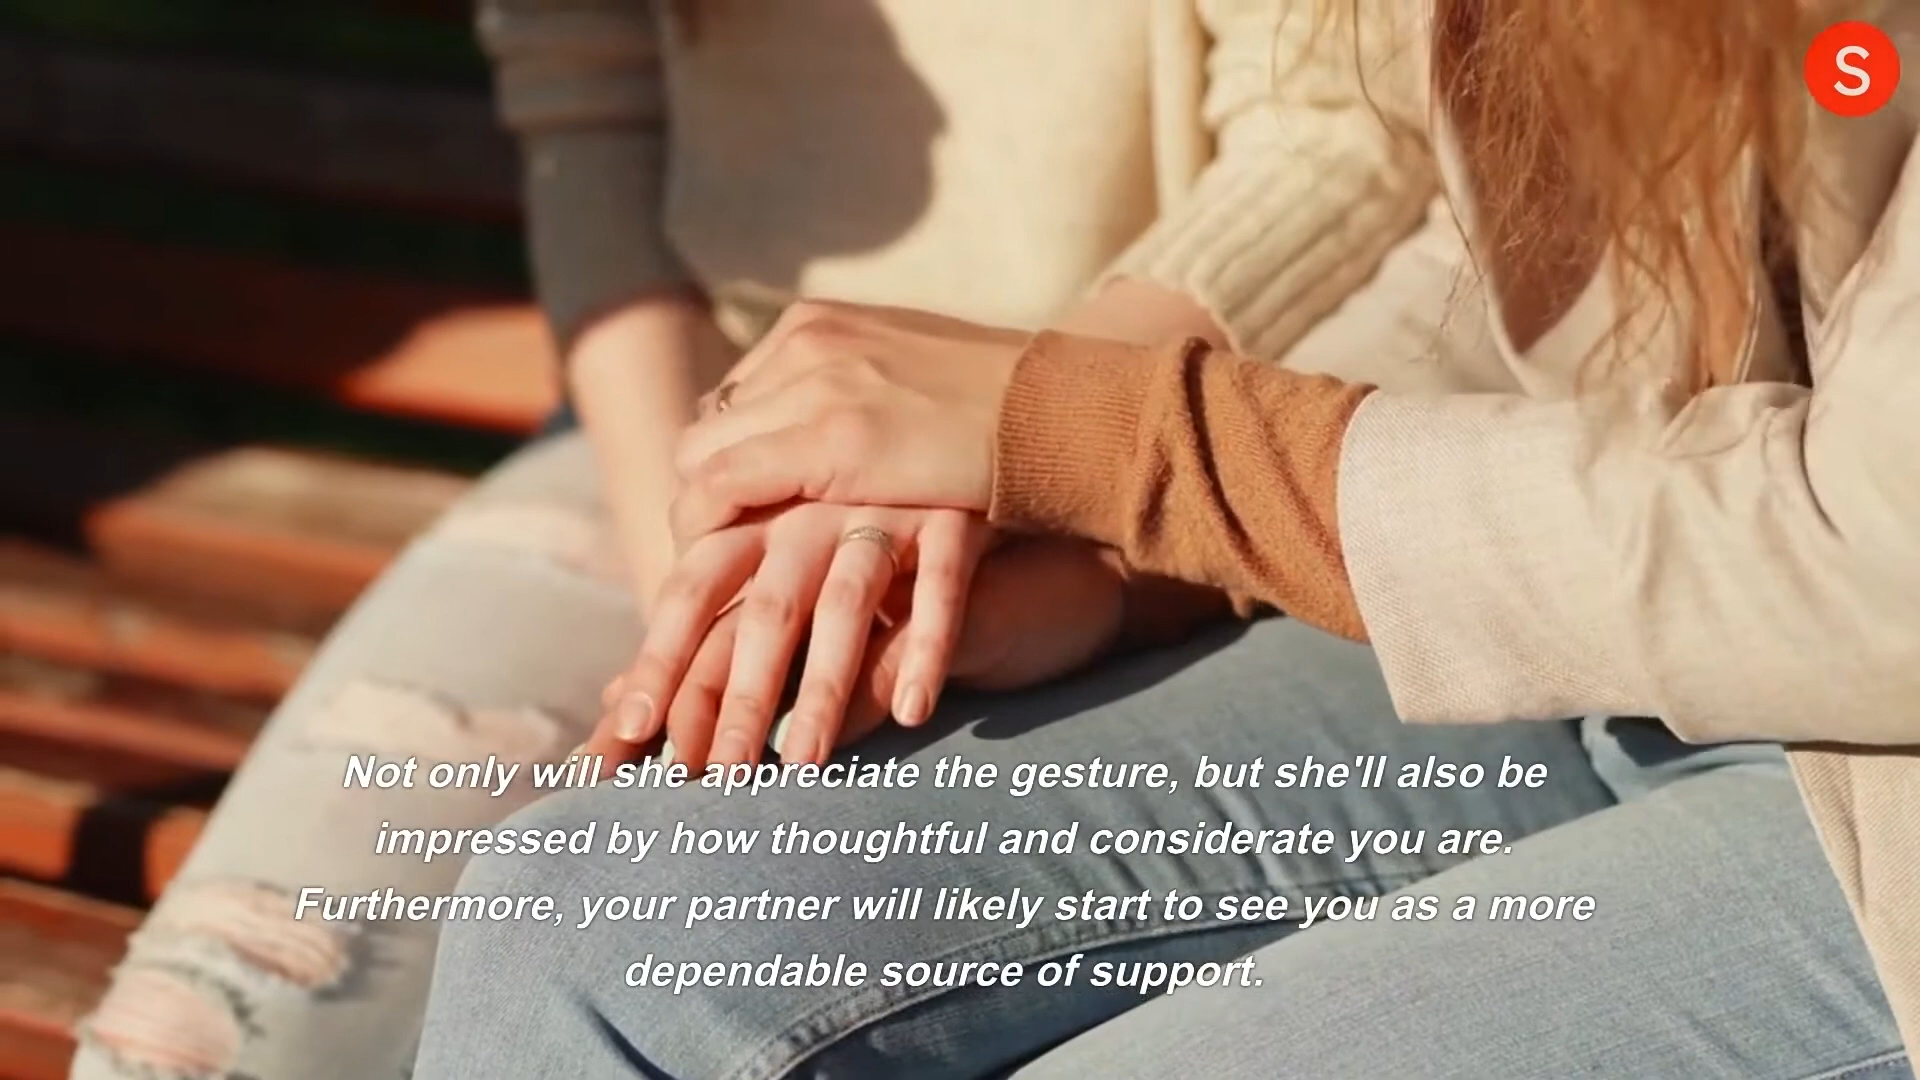 S
Not only will she appreciate the gesture, but she'll also be
impressed by how thoughtful and considerate you are.
Furthermore, your partner will likely start to see you as a more
dependable source of support.